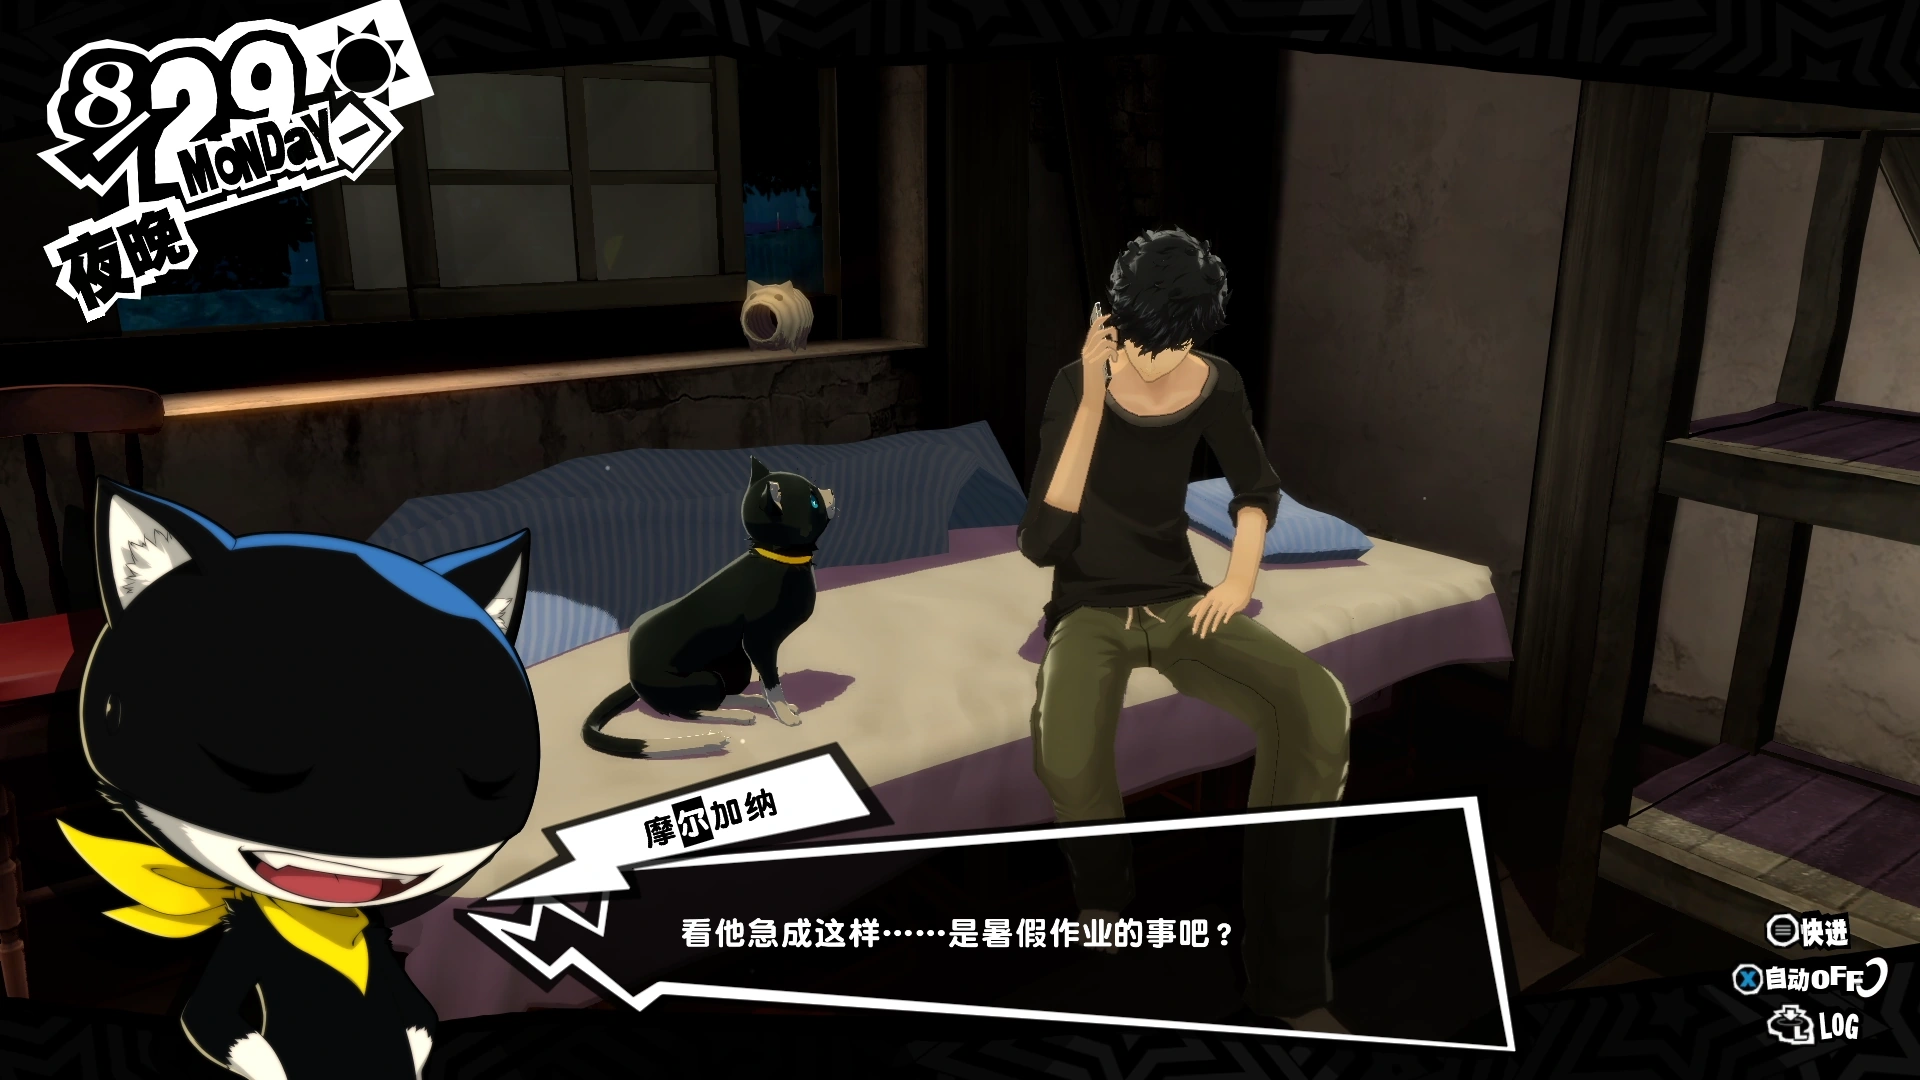 8/29
MONDAY 一
夜晚
摩尔加纳
看他急成这样……是暑假作业的事吧？
快进
X 自动OFF
L LOG